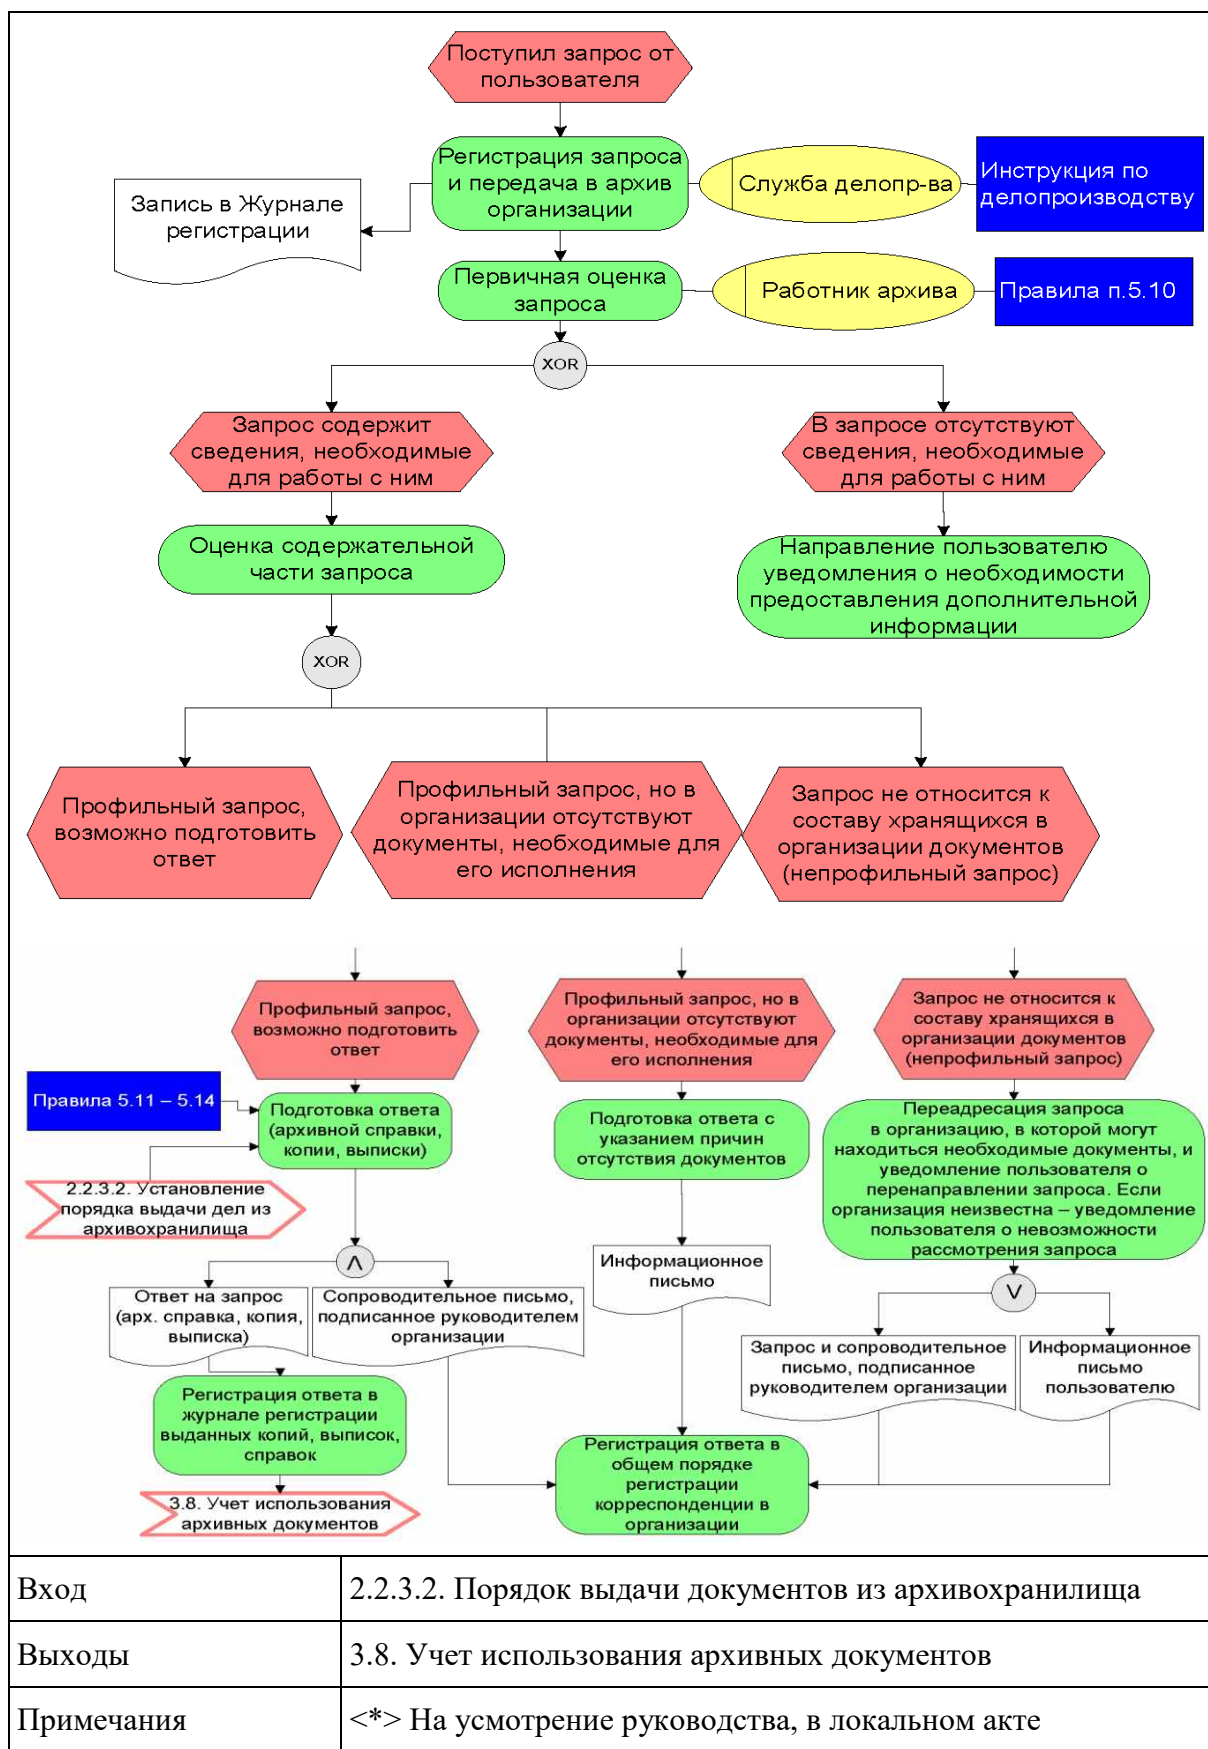 Поступил запрос от
пользователя
Регистрация запроса
и передача в архив
организации
Служба делопр-ва
Инструкция по
делопроизводству
Запись в Журнале
регистрации
Первичная оценка
запроса
Работник архива
Правила п.5.10
XOR
Запрос содержит
сведения, необходимые
для работы с ним
В запросе отсутствуют
сведения, необходимые
для работы с ним
Оценка содержательной
части запроса
Направление пользователю
уведомления о необходимости
предоставления дополнительной
информации
XOR
Профильный запрос,
возможно подготовить
ответ
Профильный запрос, но в
организации отсутствуют
документы, необходимые для
его исполнения
Запрос не относится к
составу хранящихся в
организации документов
(непрофильный запрос)
Профильный запрос,
возможно подготовить
ответ
Профильный запрос, но в
организации отсутствуют
документы, необходимые для
его исполнения
Запрос не относится к
составу хранящихся в
организации документов
(непрофильный запрос)
Правила 5.11 – 5.14
Подготовка ответа
(архивной справки,
копии, выписки)
Подготовка ответа с
указанием причин
отсутствия документов
Переадресация запроса
в организацию, в которой могут
находиться необходимые документы, и
уведомление пользователя о
перенаправлении запроса. Если
организация неизвестна – уведомление
пользователя о невозможности
рассмотрения запроса
2.2.3.2. Установление
порядка выдачи дел из
архивохранилища
Λ
V
Ответ на запрос
(арх. справка, копия,
выписка)
Сопроводительное письмо,
подписанное руководителем
организации
Информационное
письмо
Запрос и сопроводительное
письмо, подписанное
руководителем организации
Информационное
письмо
пользователю
Регистрация ответа в
журнале регистрации
выданных копий, выписок,
справок
Регистрация ответа в
общем порядке
регистрации
корреспонденции в
организации
3.8. Учет использования
архивных документов
Вход
2.2.3.2. Порядок выдачи документов из архивохранилища
Выходы
3.8. Учет использования архивных документов
Примечания
<*> На усмотрение руководства, в локальном акте